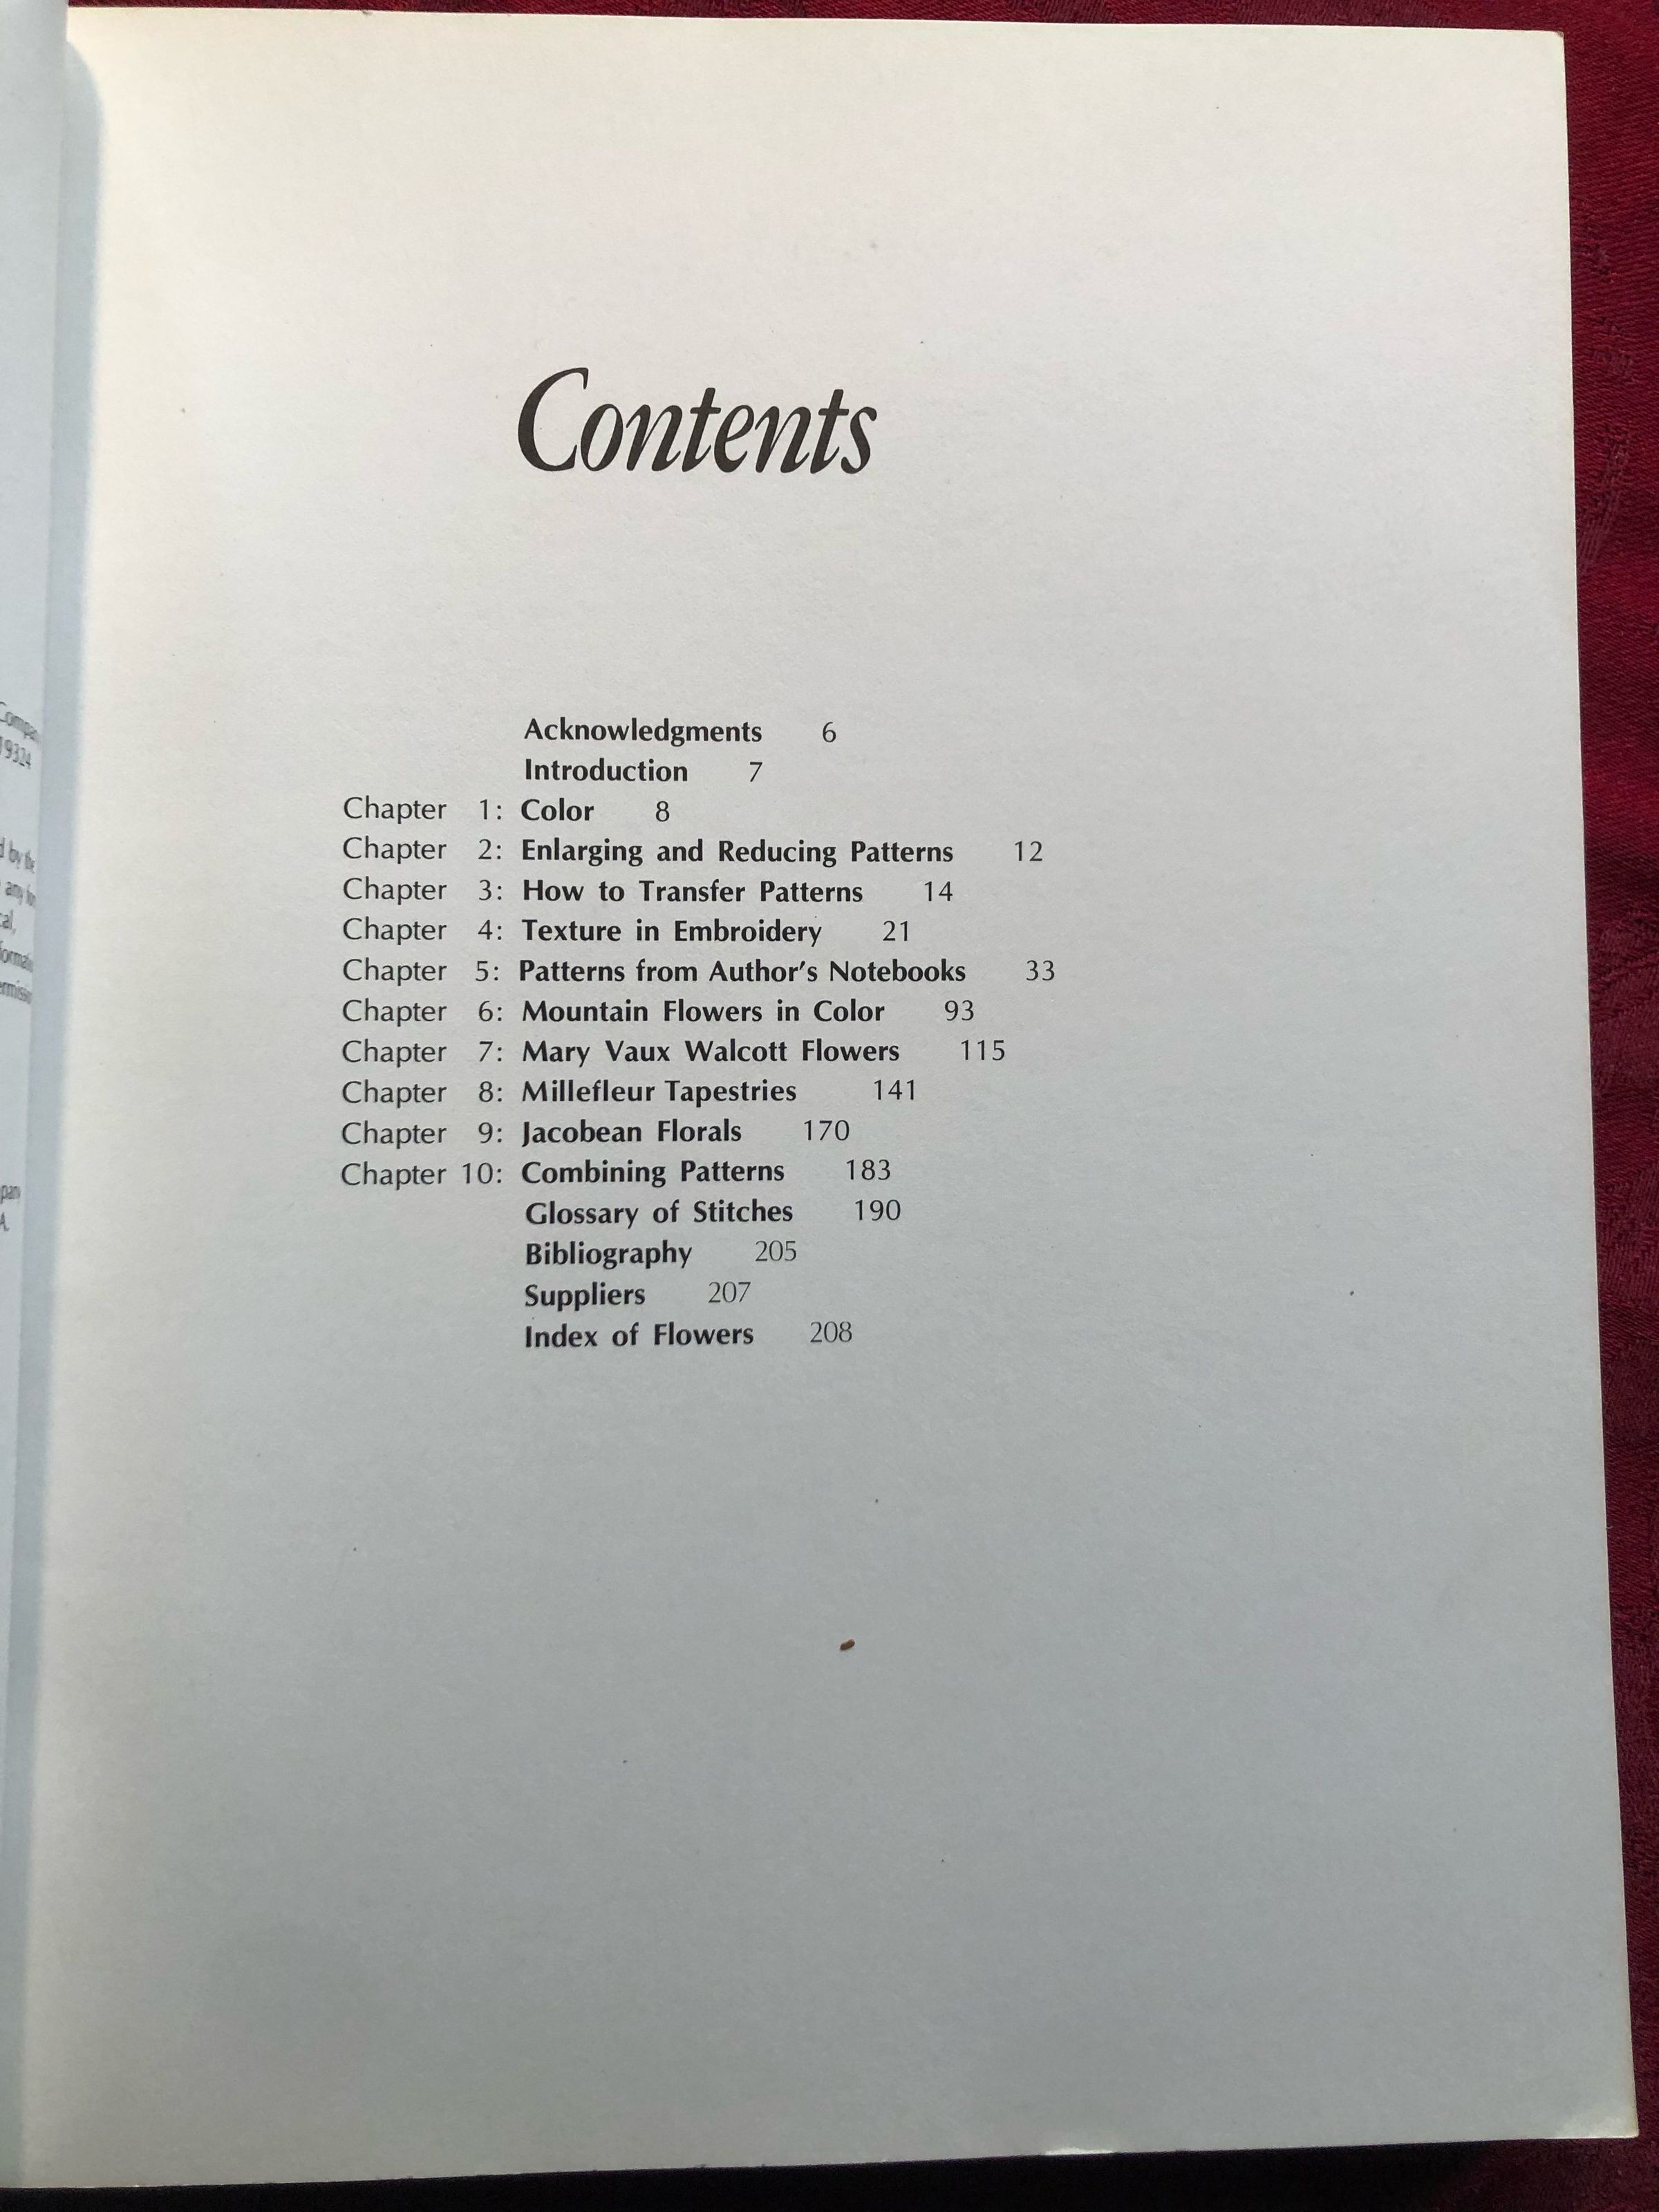 19324
by the
any
Contents
Acknowledgments 6
Introduction 7
Chapter 1: Color 8
Chapter 2: Enlarging and Reducing Patterns 12
Chapter 3: How to Transfer Patterns 14
Chapter 4: Texture in Embroidery 21
Chapter 5: Patterns from Author's Notebooks 33
Chapter 6: Mountain Flowers in Color 93
Chapter 7: Mary Vaux Walcott Flowers 115
Chapter 8: Millefleur Tapestries 141
Chapter 9: Jacobean Florals 170
Chapter 10: Combining Patterns 183
Glossary of Stitches 190
Bibliography 205
Suppliers 207
Index of Flowers 208